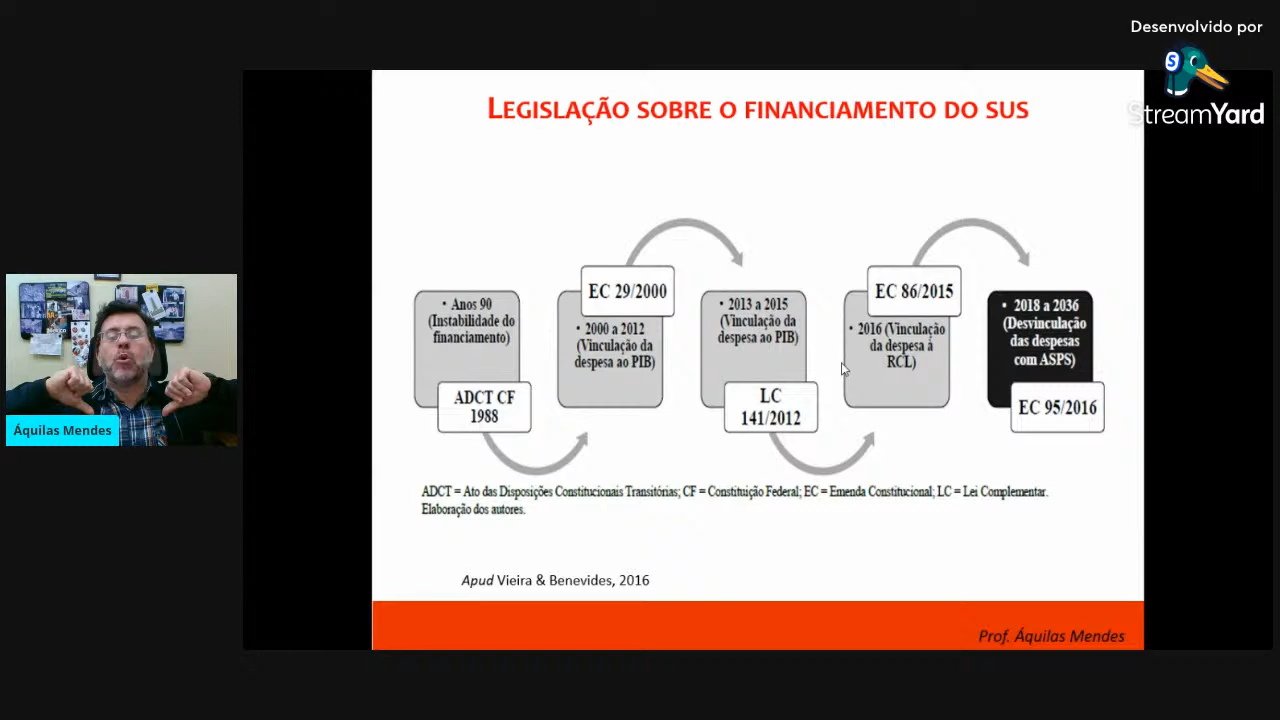 Desenvolvido por
StreamYard
LEGISLAÇÃO SOBRE O FINANCIAMENTO DO SUS
• Anos 90
(Instabilidade do
financiamento)
ADCT CF
1988
EC 29/2000
• 2000 a 2012
(Vinculação da
despesa ao PIB)
• 2013 a 2015
(Vinculação da
despesa ao PIB)
LC
141/2012
EC 86/2015
• 2016 (Vinculação
da despesa à
RCL)
• 2018 a 2036
(Desvinculação
das despesas
com ASPS)
EC 95/2016
ADCT = Ato das Disposições Constitucionais Transitórias; CF = Constituição Federal; EC = Emenda Constitucional; LC = Lei Complementar.
Elaboração dos autores.
Apud Vieira & Benevides, 2016
Prof. Áquilas Mendes
Áquilas Mendes